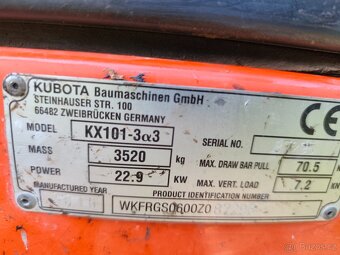 KUBOTA Baumaschinen GmbH
STEINHAUSER STR. 100
66482 ZWEIBRÜCKEN GERMANY
CE
MODEL KX101-3α3 SERIAL NO.
MASS 3520 kg MAX. DRAW BAR PULL 70.5 KN
POWER 22.9 KW MAX. VERT. LOAD 7.2 KN
MANUFACTURED YEAR PRODUCT IDENTIFICATION NUMBER
WKFRGS0600Z0